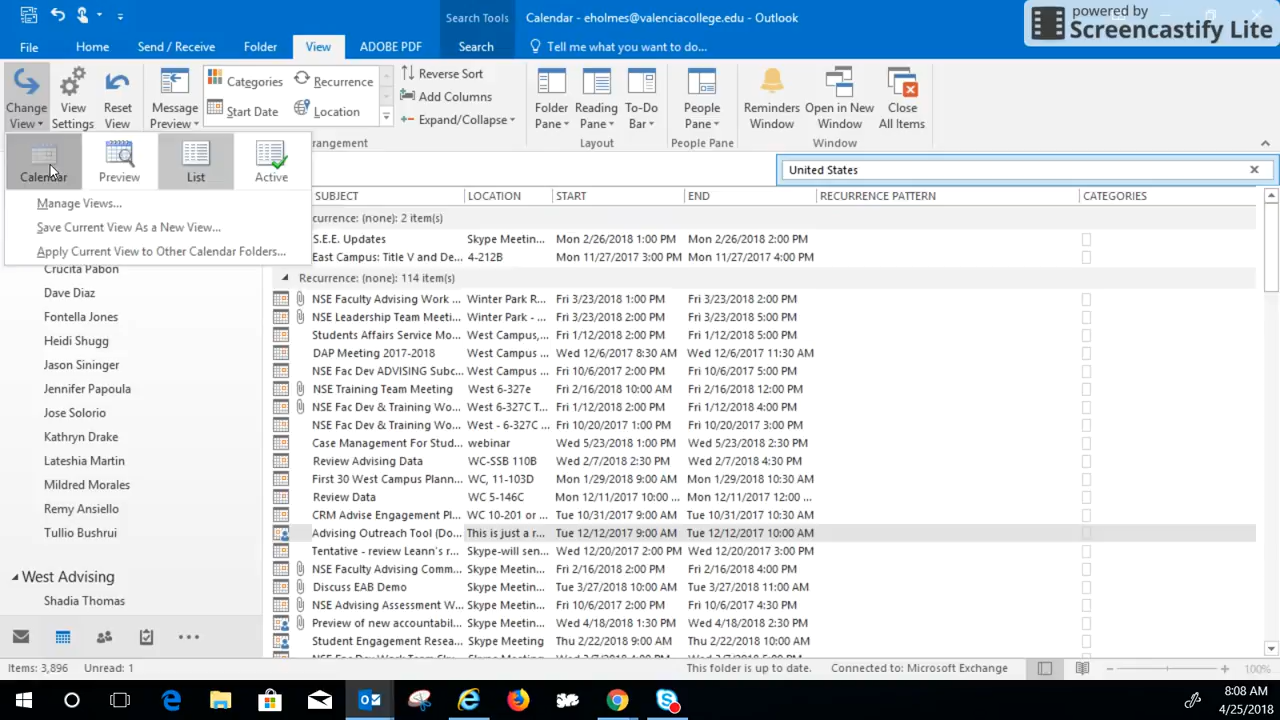 Search Tools
Calendar - eholmes@valenciacollege.edu - Outlook
powered by
Screencastify Lite
File Home Send / Receive Folder View ADOBE PDF Search Tell me what you want to do...
Change View
View Settings
Reset View
Message Preview
Categories Recurrence
Start Date Location
Reverse Sort
Add Columns
Expand/Collapse
Folder Pane
Reading Pane
To-Do Bar
People Pane
Reminders Window
Open in New Window
Close All Items
rrangement Layout People Pane Window
Calendar Preview List Active
Manage Views...
Save Current View As a New View...
Apply Current View to Other Calendar Folders...
United States
SUBJECT LOCATION START END RECURRENCE PATTERN CATEGORIES
currence: (none): 2 item(s)
S.E.E. Updates Skype Meetin... Mon 2/26/2018 1:00 PM Mon 2/26/2018 2:00 PM
East Campus: Title V and De... 4-212B Mon 11/27/2017 3:00 PM Mon 11/27/2017 4:00 PM
Recurrence: (none): 114 item(s)
NSE Faculty Advising Work ... Winter Park R... Fri 3/23/2018 1:00 PM Fri 3/23/2018 2:00 PM
NSE Leadership Team Meeti... Winter Park - ... Fri 3/23/2018 2:00 PM Fri 3/23/2018 5:00 PM
Students Affairs Service Mo... West Campus,... Fri 1/12/2018 2:00 PM Fri 1/12/2018 5:00 PM
DAP Meeting 2017-2018 West Campus ... Wed 12/6/2017 8:30 AM Wed 12/6/2017 11:30 AM
NSE Fac Dev ADVISING Subc... West Campus ... Fri 10/6/2017 2:00 PM Fri 10/6/2017 5:00 PM
NSE Training Team Meeting West 6-327e Fri 2/16/2018 10:00 AM Fri 2/16/2018 12:00 PM
NSE Fac Dev & Training Wo... West 6-327C T... Fri 1/12/2018 2:00 PM Fri 1/12/2018 4:00 PM
NSE Fac Dev & Training Wo... West - 6-327C ... Fri 10/20/2017 1:00 PM Fri 10/20/2017 3:00 PM
Case Management For Stud... webinar Wed 5/23/2018 1:00 PM Wed 5/23/2018 2:30 PM
Review Advising Data WC-SSB 110B Wed 2/7/2018 2:30 PM Wed 2/7/2018 4:30 PM
First 30 West Campus Plann... WC, 11-103D Mon 1/29/2018 9:00 AM Mon 1/29/2018 10:30 AM
Review Data WC 5-146C Mon 12/11/2017 10:00 ... Mon 12/11/2017 12:00 ...
CRM Advise Engagement Pl... WC 10-201 or ... Tue 10/31/2017 9:00 AM Tue 10/31/2017 10:30 AM
Advising Outreach Tool (Do... This is just a r... Tue 12/12/2017 9:00 AM Tue 12/12/2017 10:00 AM
Tentative - review Leann's r... Skype-will sen... Wed 12/20/2017 2:00 PM Wed 12/20/2017 3:00 PM
NSE Faculty Advising Comm... Skype Meetin... Fri 2/16/2018 2:00 PM Fri 2/16/2018 4:00 PM
Discuss EAB Demo Skype Meetin... Tue 3/27/2018 10:00 AM Tue 3/27/2018 11:00 AM
NSE Advising Assessment W... Skype Meetin... Fri 10/6/2017 2:00 PM Fri 10/6/2017 4:30 PM
Preview of new accountabil... Skype Meetin... Wed 4/18/2018 1:30 PM Wed 4/18/2018 2:30 PM
Student Engagement Resea... Skype Meeting Thu 2/22/2018 9:00 AM Thu 2/22/2018 10:00 AM
Crucita Pabon
Dave Diaz
Fontella Jones
Heidi Shugg
Jason Sininger
Jennifer Papoula
Jose Solorio
Kathryn Drake
Lateshia Martin
Mildred Morales
Remy Ansiello
Tullio Bushrui
West Advising
Shadia Thomas
Items: 3,896 Unread: 1 This folder is up to date. Connected to: Microsoft Exchange 100%
8:08 AM
4/25/2018